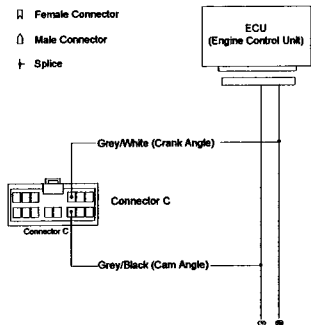 Female Connector
Male Connector
Splice
ECU
(Engine Control Unit)
Grey/White (Crank Angle)
Connector C
Connector C
Grey/Black (Cam Angle)